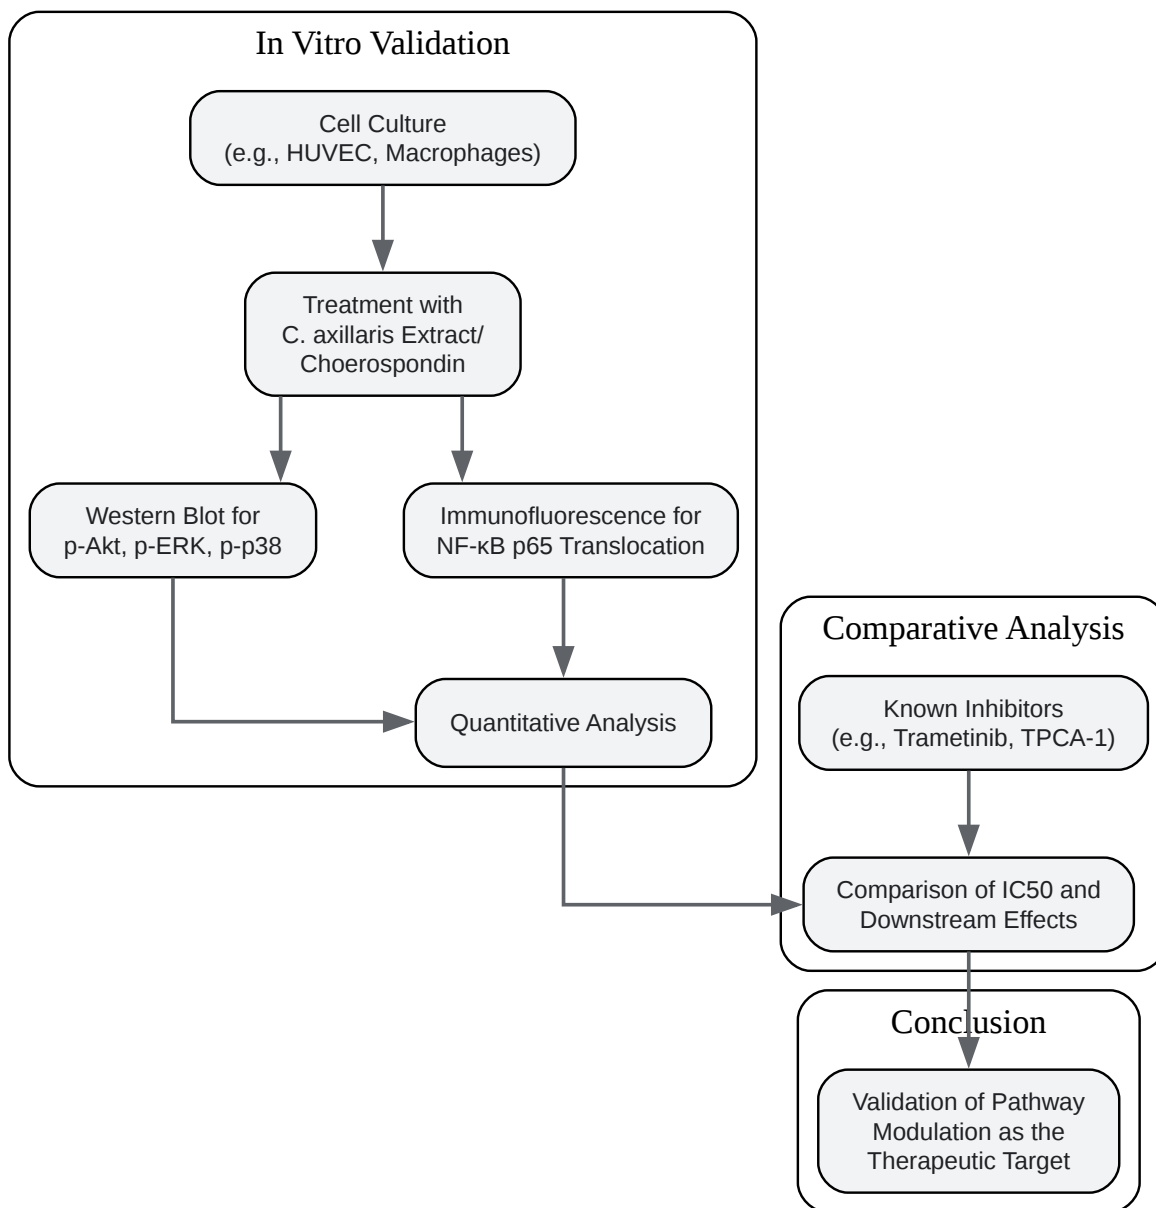 In Vitro Validation
Cell Culture
(e.g., HUVEC, Macrophages)
Treatment with
C. axillaris Extract/
Choerospondin
Western Blot for
p-Akt, p-ERK, p-p38
Immunofluorescence for
NF-κB p65 Translocation
Quantitative Analysis
Comparative Analysis
Known Inhibitors
(e.g., Trametinib, TPCA-1)
Comparison of IC50 and
Downstream Effects
Conclusion
Validation of Pathway
Modulation as the
Therapeutic Target